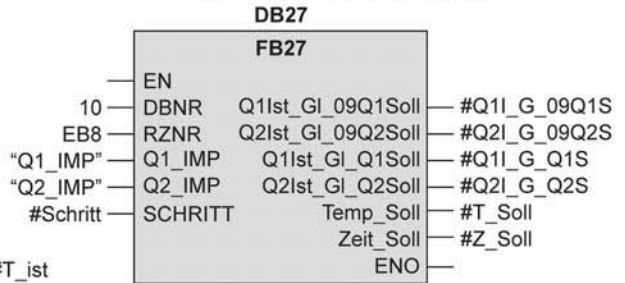 DB27
FB27
EN
10 DBNR Q1Ist_Gl_09Q1Soll #Q1I_G_09Q1S
EB8 RZNR Q2Ist_Gl_09Q2Soll #Q2I_G_09Q2S
"Q1_IMP" Q1_IMP Q1Ist_Gl_Q1Soll #Q1I_G_Q1S
"Q2_IMP" Q2_IMP Q2Ist_Gl_Q2Soll #Q2I_G_Q2S
#Schritt SCHRITT Temp_Soll #T_Soll
Zeit_Soll #Z_Soll
ENO
#T_ist